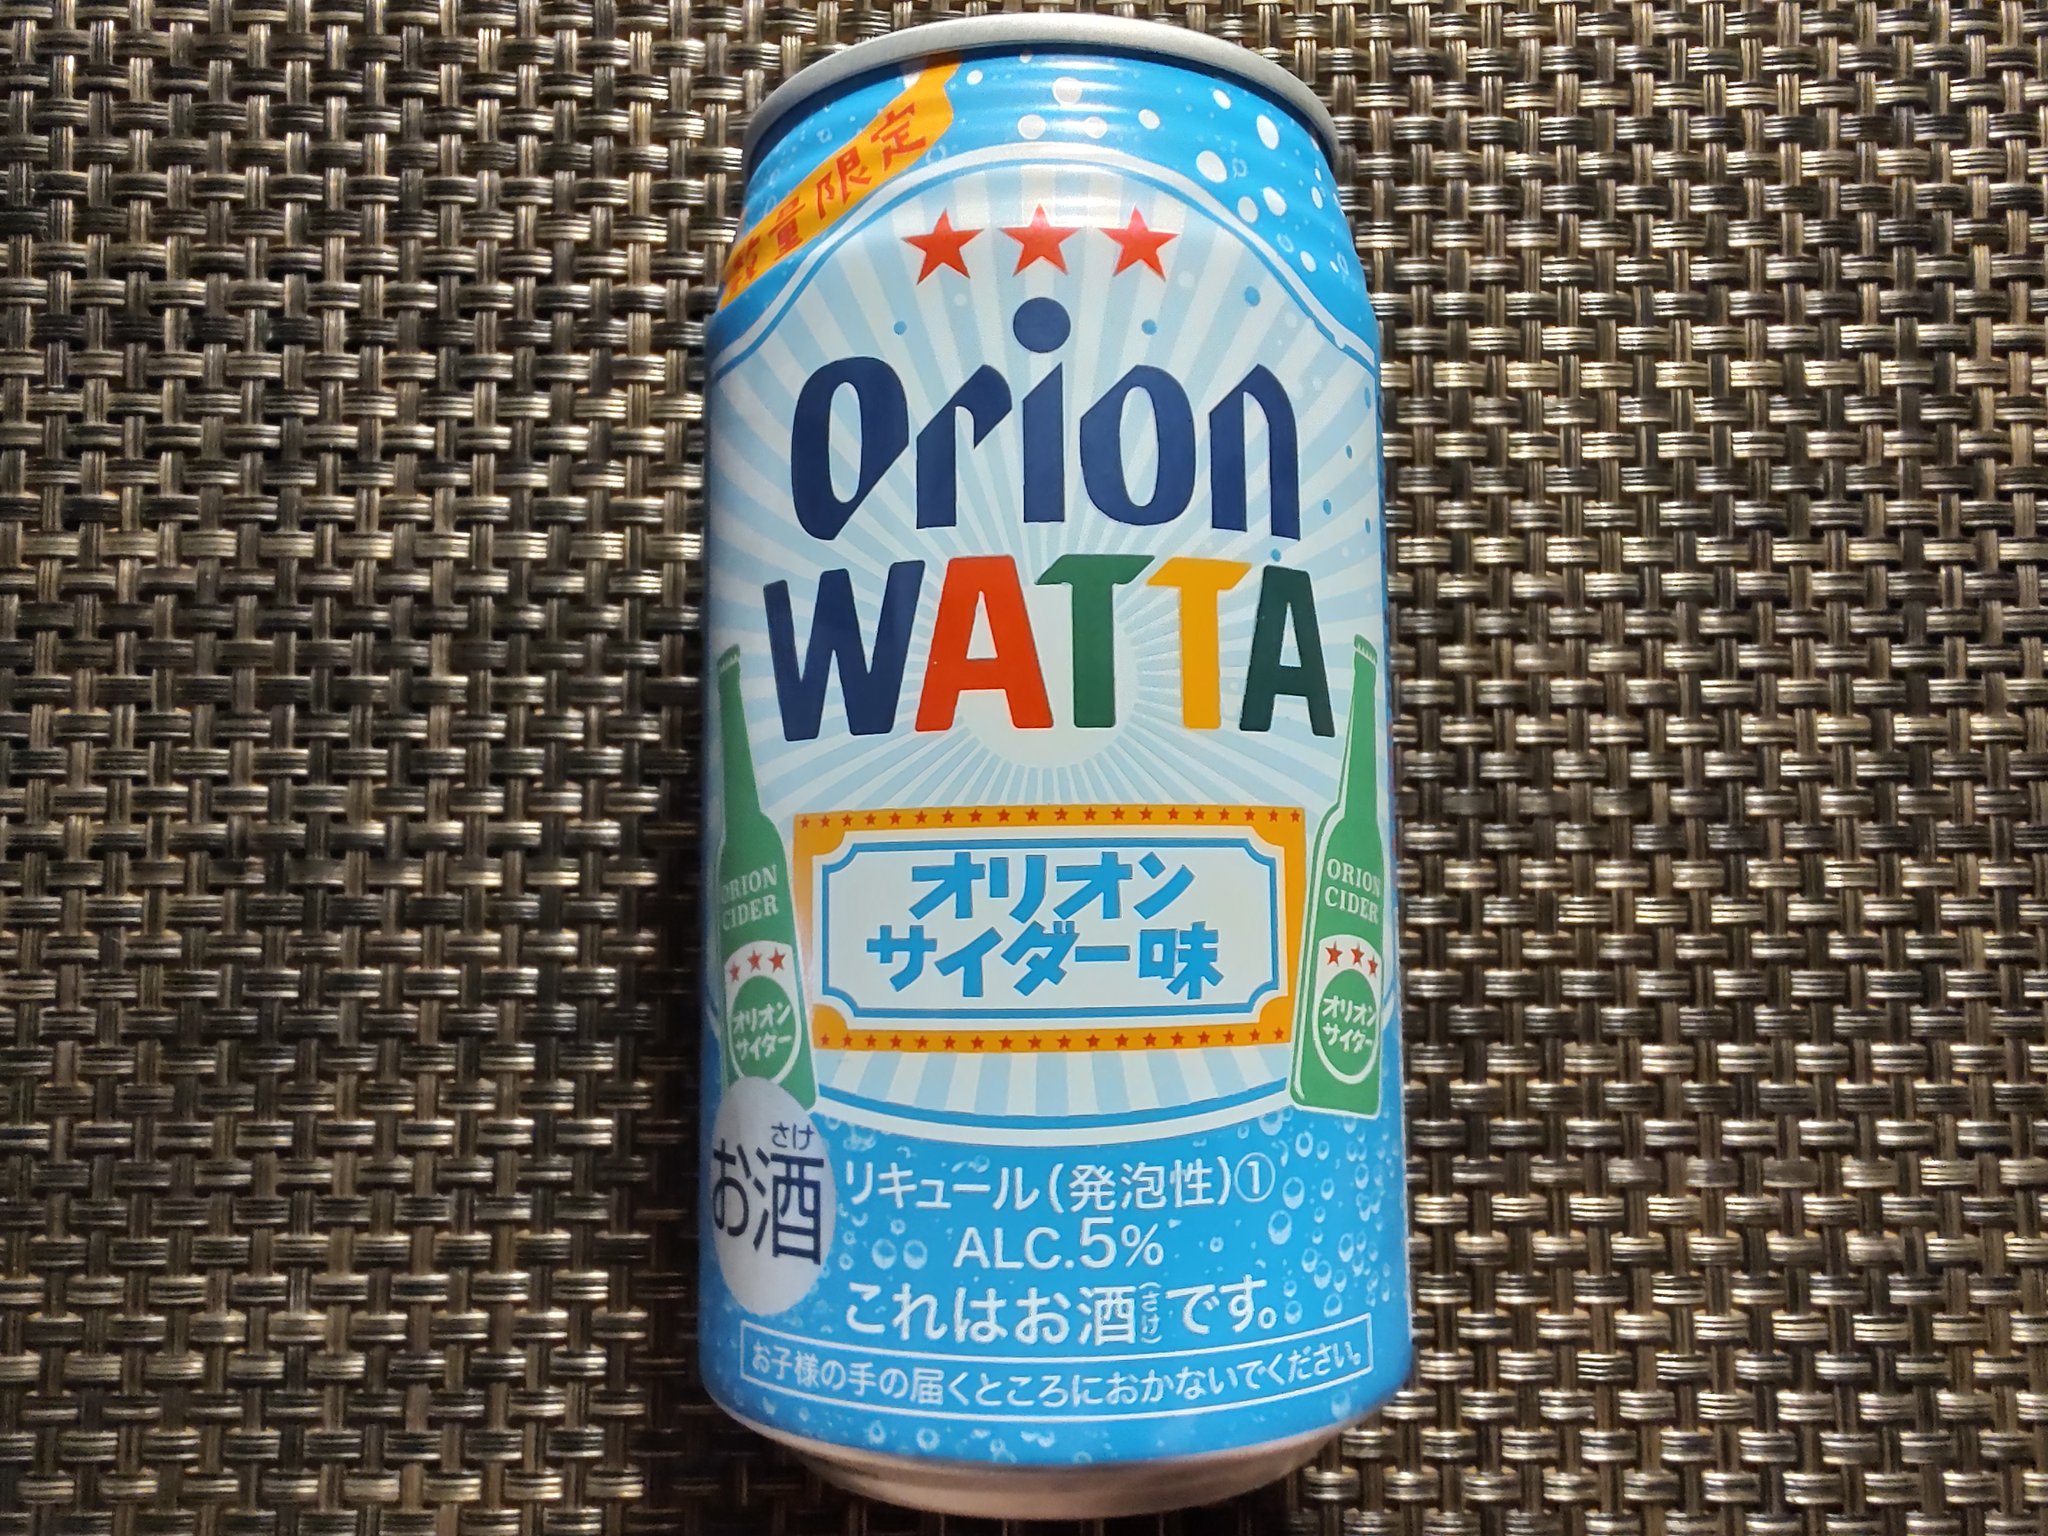 数量限定
orion
WATTA
オリオン
サイダー味
ORION
CIDER
オリオン
サイダー
ORION
CIDER
オリオン
サイダー
さけ
お酒
リキュール(発泡性)①
ALC.5%
これはお酒(さけ)です。
お子様の手の届くところにおかないでください。